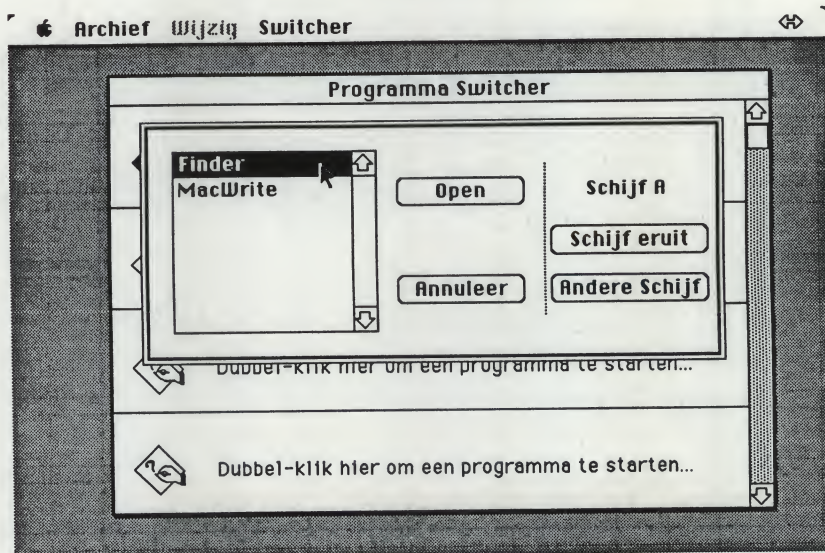 Archief Wijzig Switcher
Programma Switcher
Finder
MacWrite
Open
Annuleer
Schijf A
Schijf eruit
Andere Schijf
Dubbel-klik hier om een programma te starten...
Dubbel-klik hier om een programma te starten...